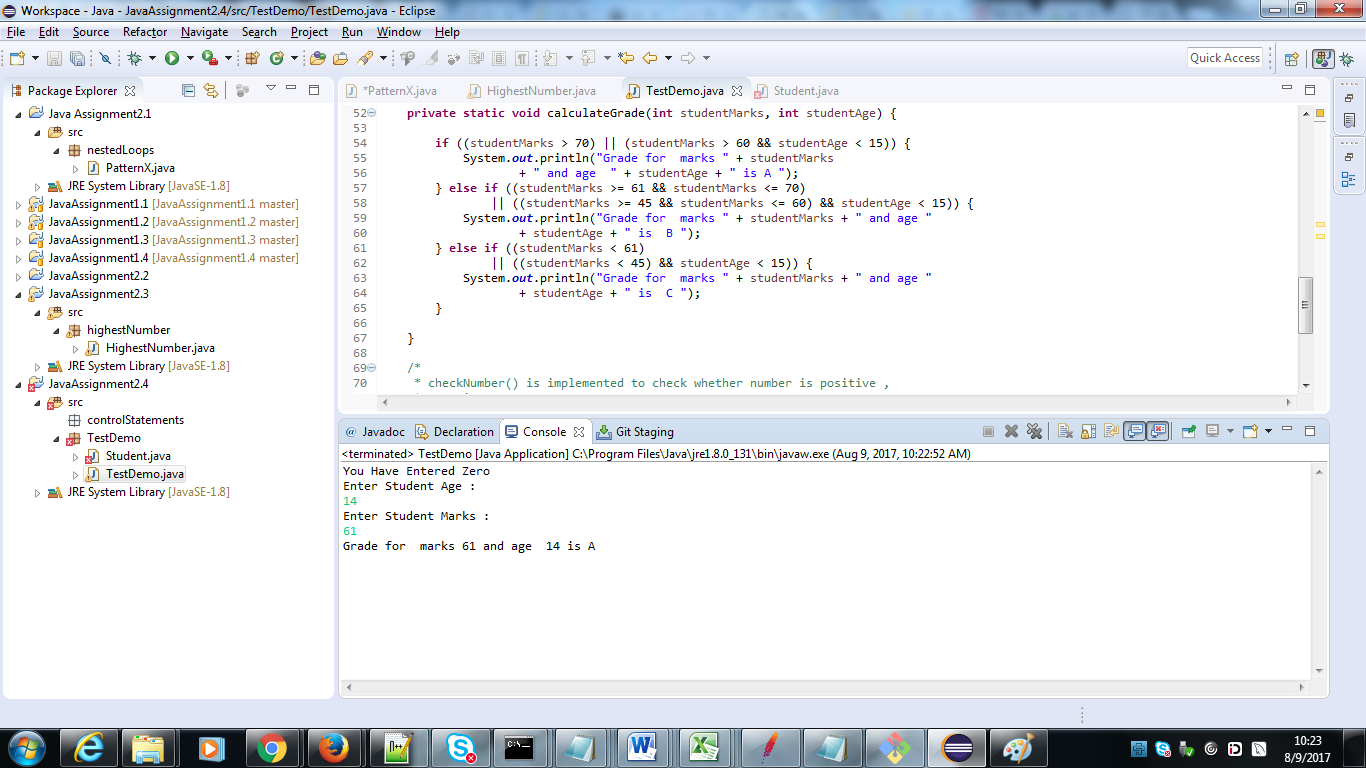 Workspace - Java - JavaAssignment2.4/src/TestDemo/TestDemo.java - Eclipse
File Edit Source Refactor Navigate Search Project Run Window Help
Quick Access
Package Explorer
Java Assignment2.1
src
nestedLoops
PatternX.java
JRE System Library [JavaSE-1.8]
JavaAssignment1.1 [JavaAssignment1.1 master]
JavaAssignment1.2 [JavaAssignment1.2 master]
JavaAssignment1.3 [JavaAssignment1.3 master]
JavaAssignment1.4 [JavaAssignment1.4 master]
JavaAssignment2.2
JavaAssignment2.3
src
highestNumber
HighestNumber.java
JRE System Library [JavaSE-1.8]
JavaAssignment2.4
src
controlStatements
TestDemo
Student.java
TestDemo.java
JRE System Library [JavaSE-1.8]
*PatternX.java HighestNumber.java TestDemo.java Student.java
52 private static void calculateGrade(int studentMarks, int studentAge) {
53
54 if ((studentMarks > 70) || (studentMarks > 60 && studentAge < 15)) {
55 System.out.println("Grade for  marks " + studentMarks
56 + " and age  " + studentAge + " is A ");
57 } else if ((studentMarks >= 61 && studentMarks <= 70)
58 || ((studentMarks >= 45 && studentMarks <= 60) && studentAge < 15)) {
59 System.out.println("Grade for  marks " + studentMarks + " and age "
60 + studentAge + " is  B ");
61 } else if ((studentMarks < 61)
62 || ((studentMarks < 45) && studentAge < 15)) {
63 System.out.println("Grade for  marks " + studentMarks + " and age "
64 + studentAge + " is  C ");
65 }
66
67 }
68
69 /*
70 * checkNumber() is implemented to check whether number is positive ,
Javadoc Declaration Console Git Staging
<terminated> TestDemo [Java Application] C:\Program Files\Java\jre1.8.0_131\bin\javaw.exe (Aug 9, 2017, 10:22:52 AM)
You Have Entered Zero
Enter Student Age :
14
Enter Student Marks :
61
Grade for  marks 61 and age  14 is A
10:23
8/9/2017